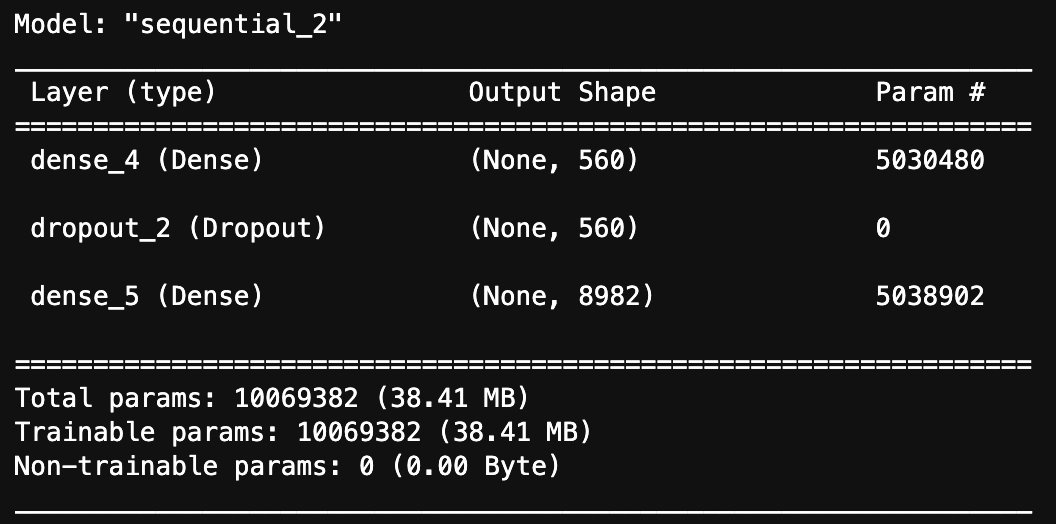 Model: "sequential_2"
Layer (type) Output Shape Param #
dense_4 (Dense) (None, 560) 5030480
dropout_2 (Dropout) (None, 560) 0
dense_5 (Dense) (None, 8982) 5038902
Total params: 10069382 (38.41 MB)
Trainable params: 10069382 (38.41 MB)
Non-trainable params: 0 (0.00 Byte)